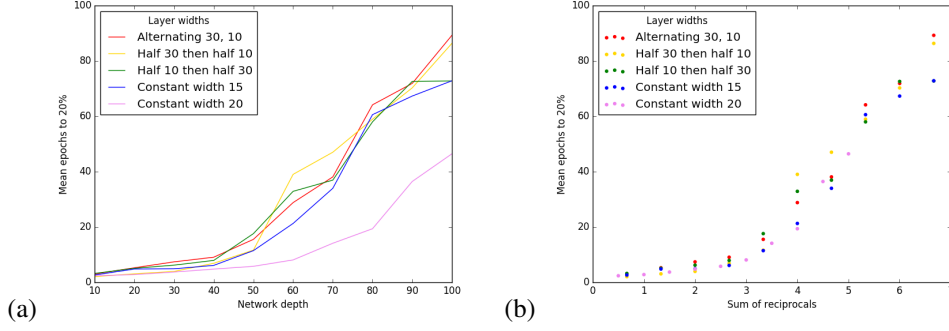 Layer widths
Alternating 30, 10
Half 30 then half 10
Half 10 then half 30
Constant width 15
Constant width 20
Mean epochs to 20%
100
80
60
40
20
0
10 20 30 40 50 60 70 80 90 100
Network depth
(a)
Layer widths
Alternating 30, 10
Half 30 then half 10
Half 10 then half 30
Constant width 15
Constant width 20
Mean epochs to 20%
100
80
60
40
20
0
0 1 2 3 4 5 6 7
Sum of reciprocals
(b)